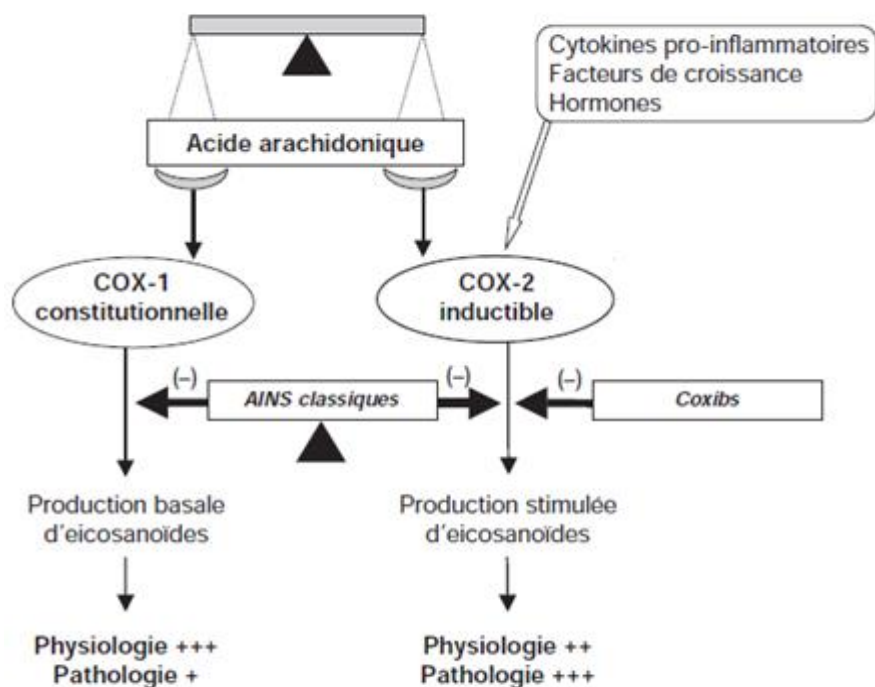 Cytokines pro-inflammatoires
Facteurs de croissance
Hormones
Acide arachidonique
COX-1
constitutionnelle
COX-2
inductible
(–)
AINS classiques
(–)
(–)
Coxibs
Production basale
d'eicosanoïdes
Production stimulée
d'eicosanoïdes
Physiologie +++
Pathologie +
Physiologie ++
Pathologie +++